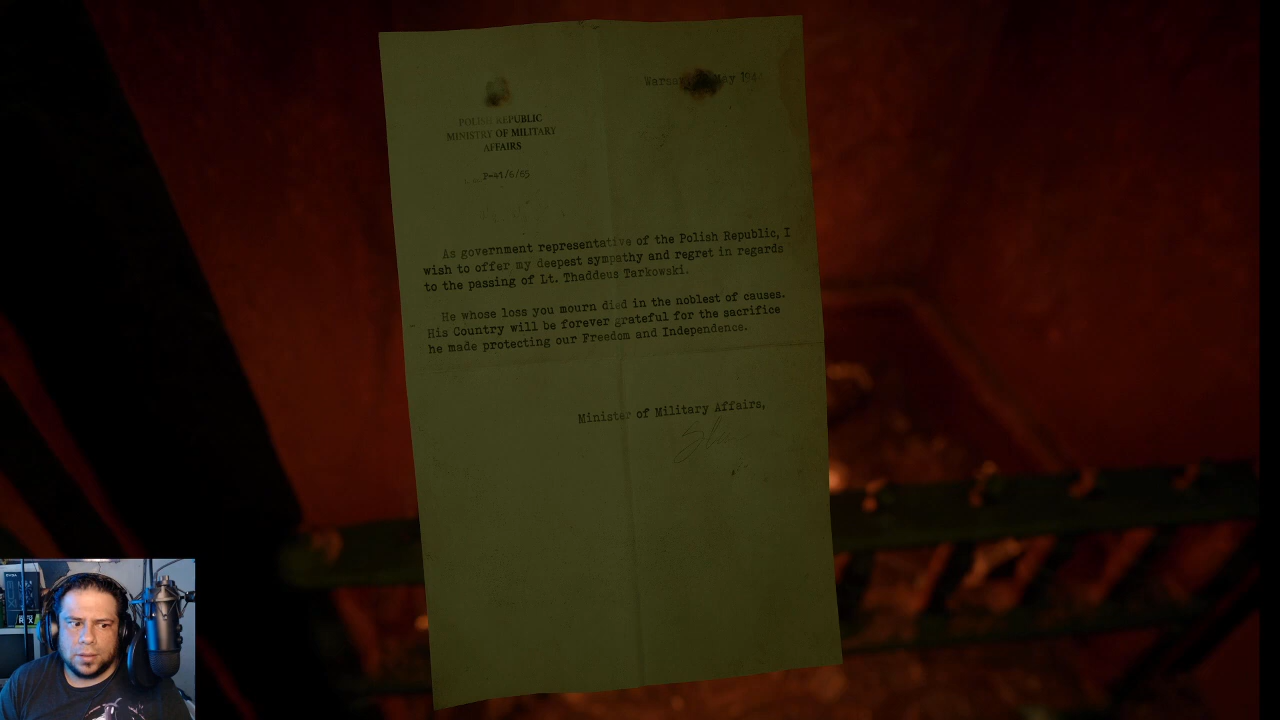 May
POLISH REPUBLIC
MINISTRY OF MILITARY
AFFAIRS
As government representative of the Polish Republic, I
wish to offer my deepest sympathy and regret in regards
to the passing of Lt. Thaddeus Tarkowski.
He whose loss you mourn died in the noblest of causes.
His Country will be forever grateful for the sacrifice
he made protecting our Freedom and Independence.
Minister of Military Affairs,
EVGA
RTX